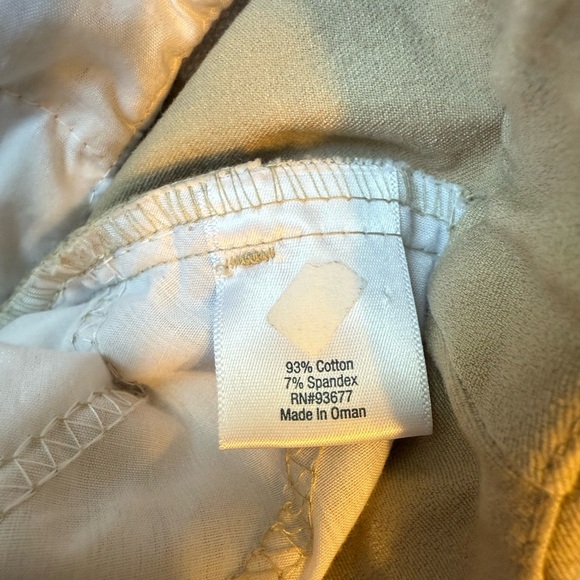 93% Cotton
7% Spandex
RN#93677
Made In Oman